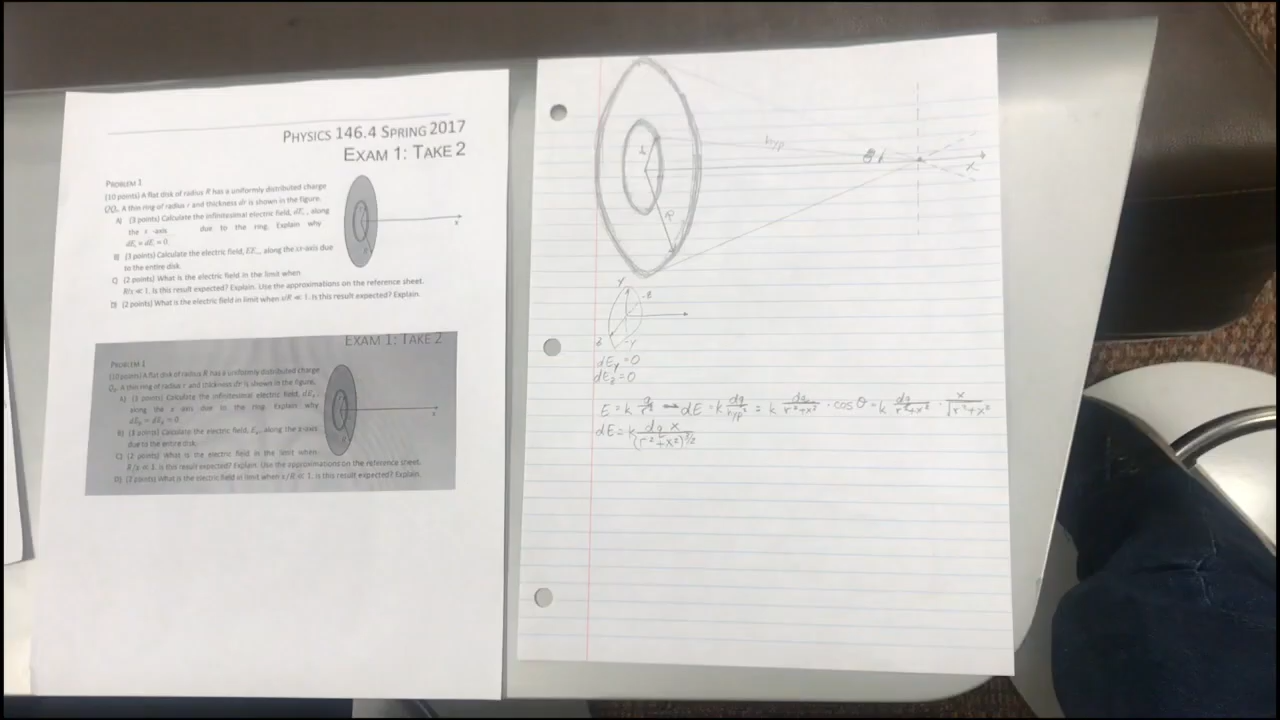 PHYSICS 146.4 SPRING 2017
EXAM 1: TAKE 2
PROBLEM 1
(10 points) A flat disk of radius R has a uniformly distributed charge
A thin ring of radius r and thickness dr is shown in the figure.
A) (3 points) Calculate the infinitesimal electric field, dE , along
the x -axis due to the ring. Explain why
dE = dE = 0.
B) (3 points) Calculate the electric field, EE , along the xx-axis due
to the entire disk.
C) (2 points) What is the electric field in the limit when
R/x ≪ 1. Is this result expected? Explain. Use the approximations on the reference sheet.
D) (2 points) What is the electric field in limit when x/R ≪ 1. Is this result expected? Explain.
x
EXAM 1: TAKE 2
PROBLEM 1
(10 points) A flat disk of radius R has a uniformly distributed charge
Q. A thin ring of radius r and thickness dr is shown in the figure.
A) (3 points) Calculate the infinitesimal electric field, dEₓ,
along the x axis due to the ring. Explain why
dE = dE = 0
B) (3 points) Calculate the electric field, Eₓ, along the x-axis
due to the entire disk.
C) (2 points) What is the electric field in the limit when
R/x ≪ 1. Is this result expected? Explain. Use the approximations on the reference sheet.
D) (2 points) What is the electric field in limit when x/R ≪ 1. Is this result expected? Explain.
x
hyp
R
x
y
-y
dEy = 0
dEz = 0
E = k q/r² → dE = k dq/hyp² = k dq/r²+x² · cosθ = k dq/r²+x² · x/√r²+x²
dE = k dq x/(r²+x²)^3/2